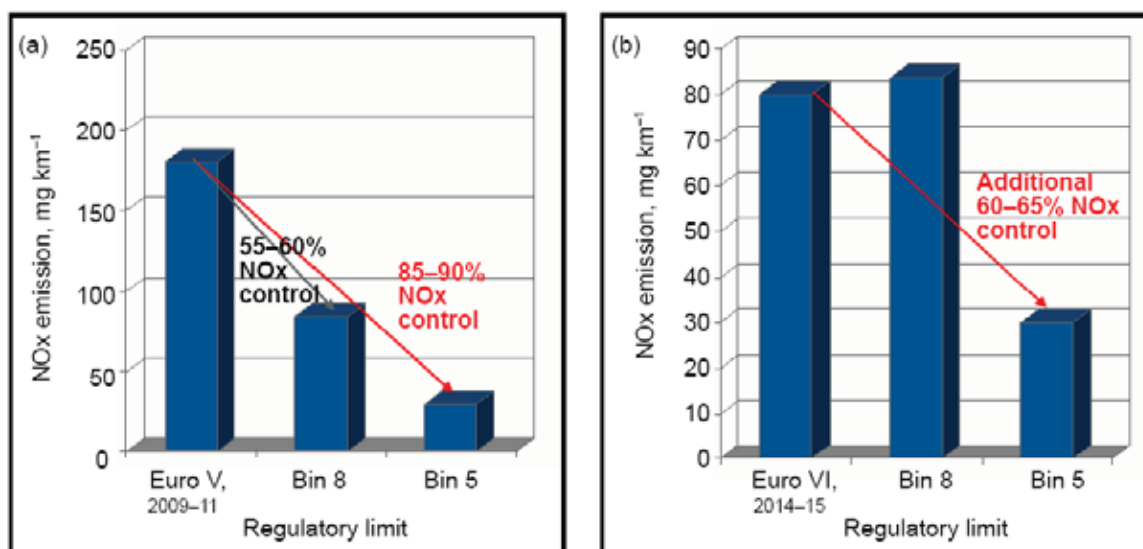 (a)
250
200
150
100
50
0
NOx emission, mg km⁻¹
55–60%
NOx
control
85–90%
NOx
control
Euro V,
2009–11
Bin 8
Bin 5
Regulatory limit
(b)
90
80
70
60
50
40
30
20
10
0
NOx emission, mg km⁻¹
Additional
60–65% NOx
control
Euro VI,
2014–15
Bin 8
Bin 5
Regulatory limit